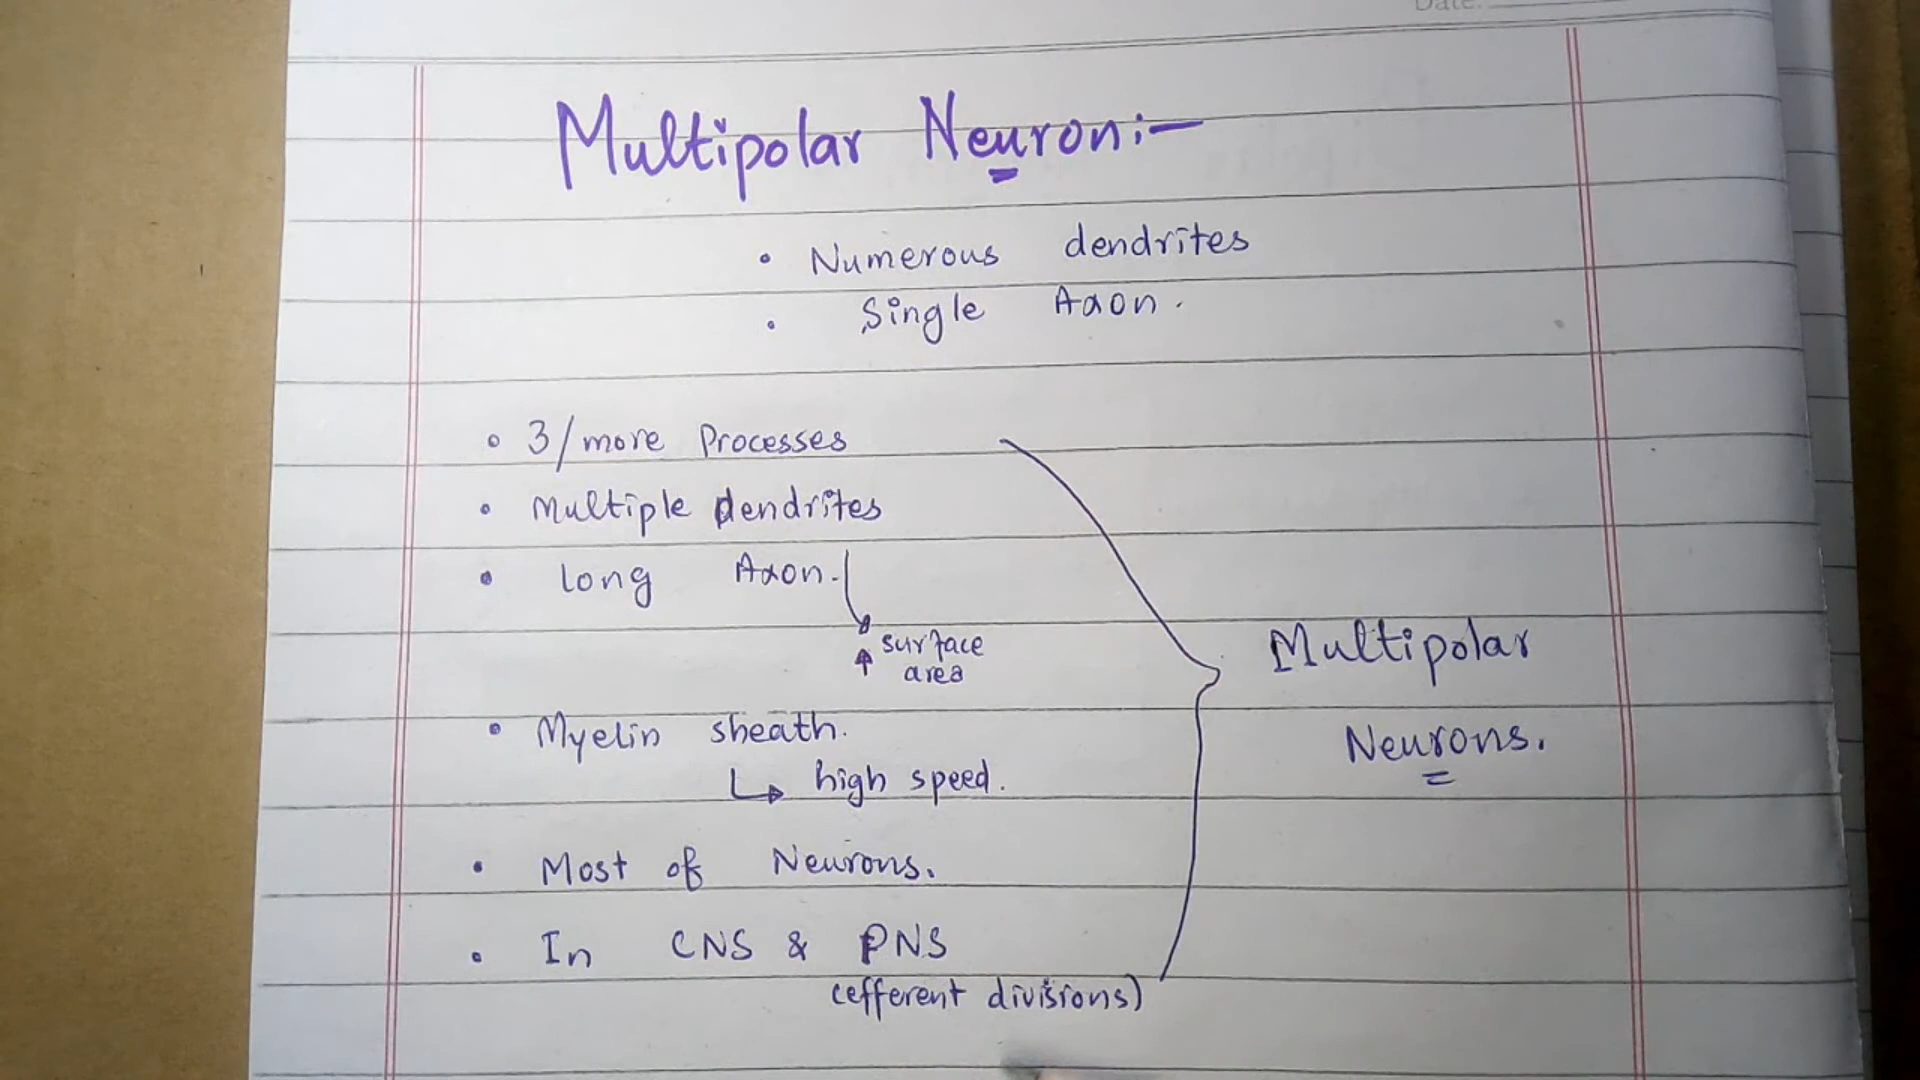 Date:
Multipolar Neuron:-
• Numerous dendrites
• Single Axon.
• 3/more Processes
• Multiple dendrites
• Long Axon.
↑ surface
area
• Myelin sheath.
↳ high speed.
• Most of Neurons.
• In CNS & PNS
(efferent divisions)
Multipolar
Neurons.